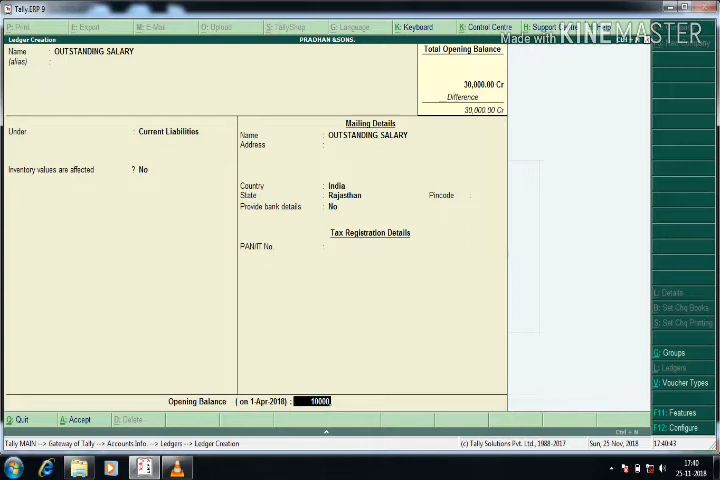 Tally.ERP 9
P: Print E: Export M: E-Mail O: Upload S: TallyShop G: Language K: Keyboard K: Control Centre H: Support Centre H: Help
Made with KINEMASTER
Ledger Creation PRADHAN &SONS. Ctrl + M
Name : OUTSTANDING SALARY
(alias) :
Total Opening Balance
30,000.00 Cr
Difference
30,000.00 Cr
Under : Current Liabilities
Inventory values are affected ? No
Mailing Details
Name : OUTSTANDING SALARY
Address :
Country : India
State : Rajasthan Pincode :
Provide bank details : No
Tax Registration Details
PAN/IT No. :
L: Details
B: Set Chq Books
S: Set Chq Printing
G: Groups
L: Ledgers
V: Voucher Types
F11: Features
F12: Configure
Opening Balance ( on 1-Apr-2018) : 10000
Q: Quit A: Accept D: Delete
Ctrl + N
Tally MAIN --> Gateway of Tally --> Accounts Info. --> Ledgers --> Ledger Creation (c) Tally Solutions Pvt. Ltd., 1988-2017 Sun, 25 Nov, 2018 17:40:43
17:40
25-11-2018